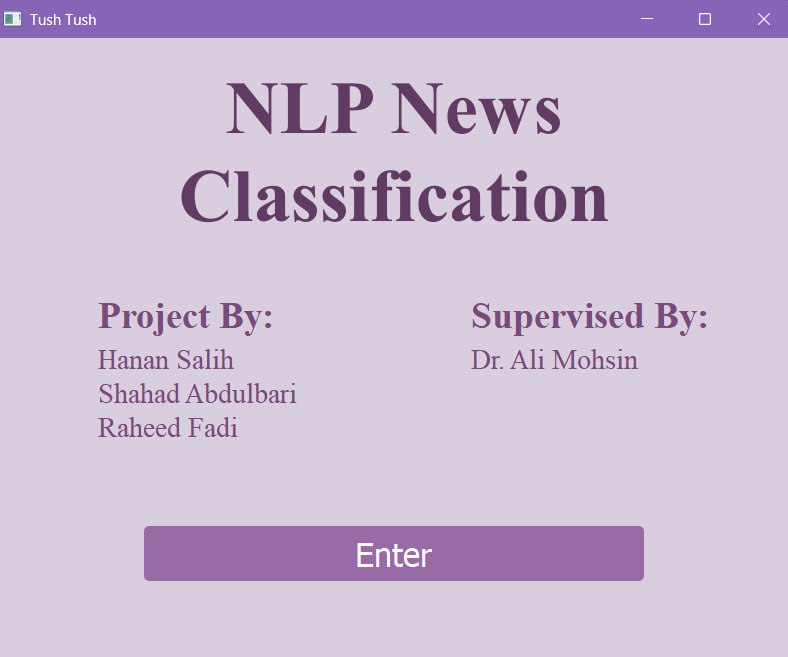 Tush Tush
NLP News
Classification
Project By:
Hanan Salih
Shahad Abdulbari
Raheed Fadi
Supervised By:
Dr. Ali Mohsin
Enter